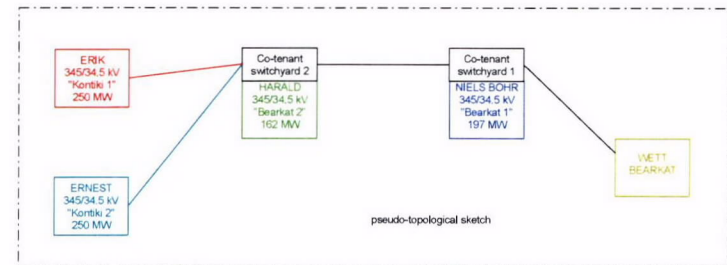 ERIK
345/34.5 kV
"Kontiki 1"
250 MW
Co-tenant
switchyard 2
HARALD
345/34.5 kV
"Bearkat 2"
162 MW
Co-tenant
switchyard 1
NIELS BOHR
345/34.5 kV
"Bearkat 1"
197 MW
WETT
BEARKAT
ERNEST
345/34.5 kV
"Kontiki 2"
250 MW
pseudo-topological sketch